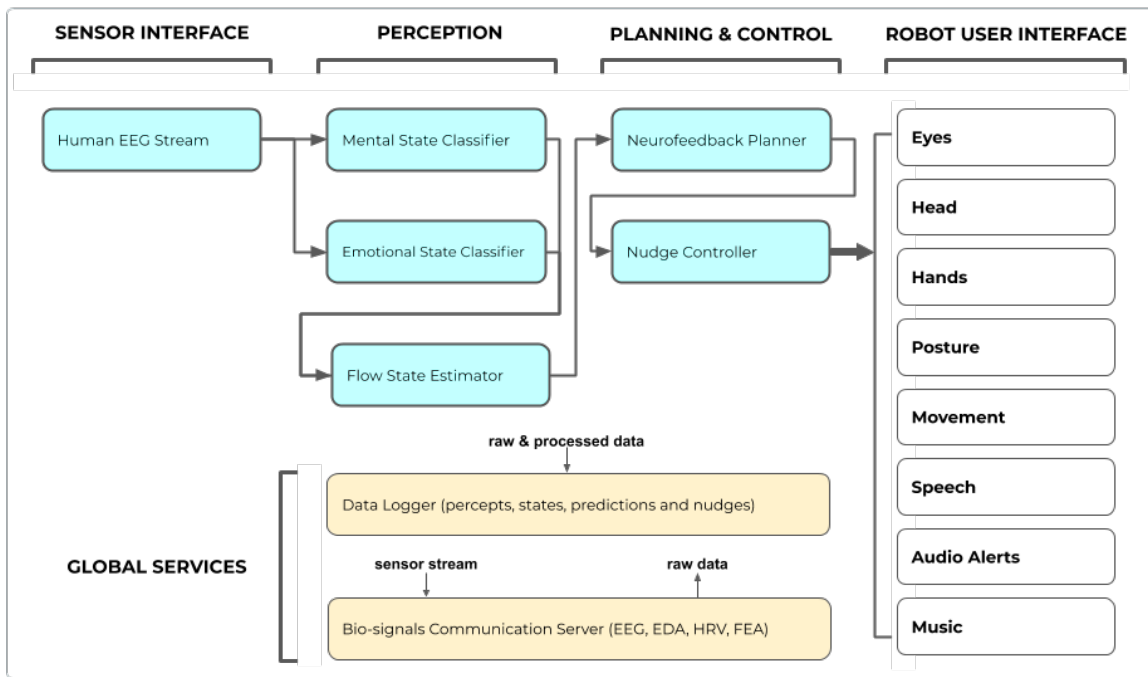 SENSOR INTERFACE
PERCEPTION
PLANNING & CONTROL
ROBOT USER INTERFACE
Human EEG Stream
Mental State Classifier
Emotional State Classifier
Flow State Estimator
Neurofeedback Planner
Nudge Controller
Eyes
Head
Hands
Posture
Movement
Speech
Audio Alerts
Music
GLOBAL SERVICES
raw & processed data
Data Logger (percepts, states, predictions and nudges)
sensor stream
raw data
Bio-signals Communication Server (EEG, EDA, HRV, FEA)